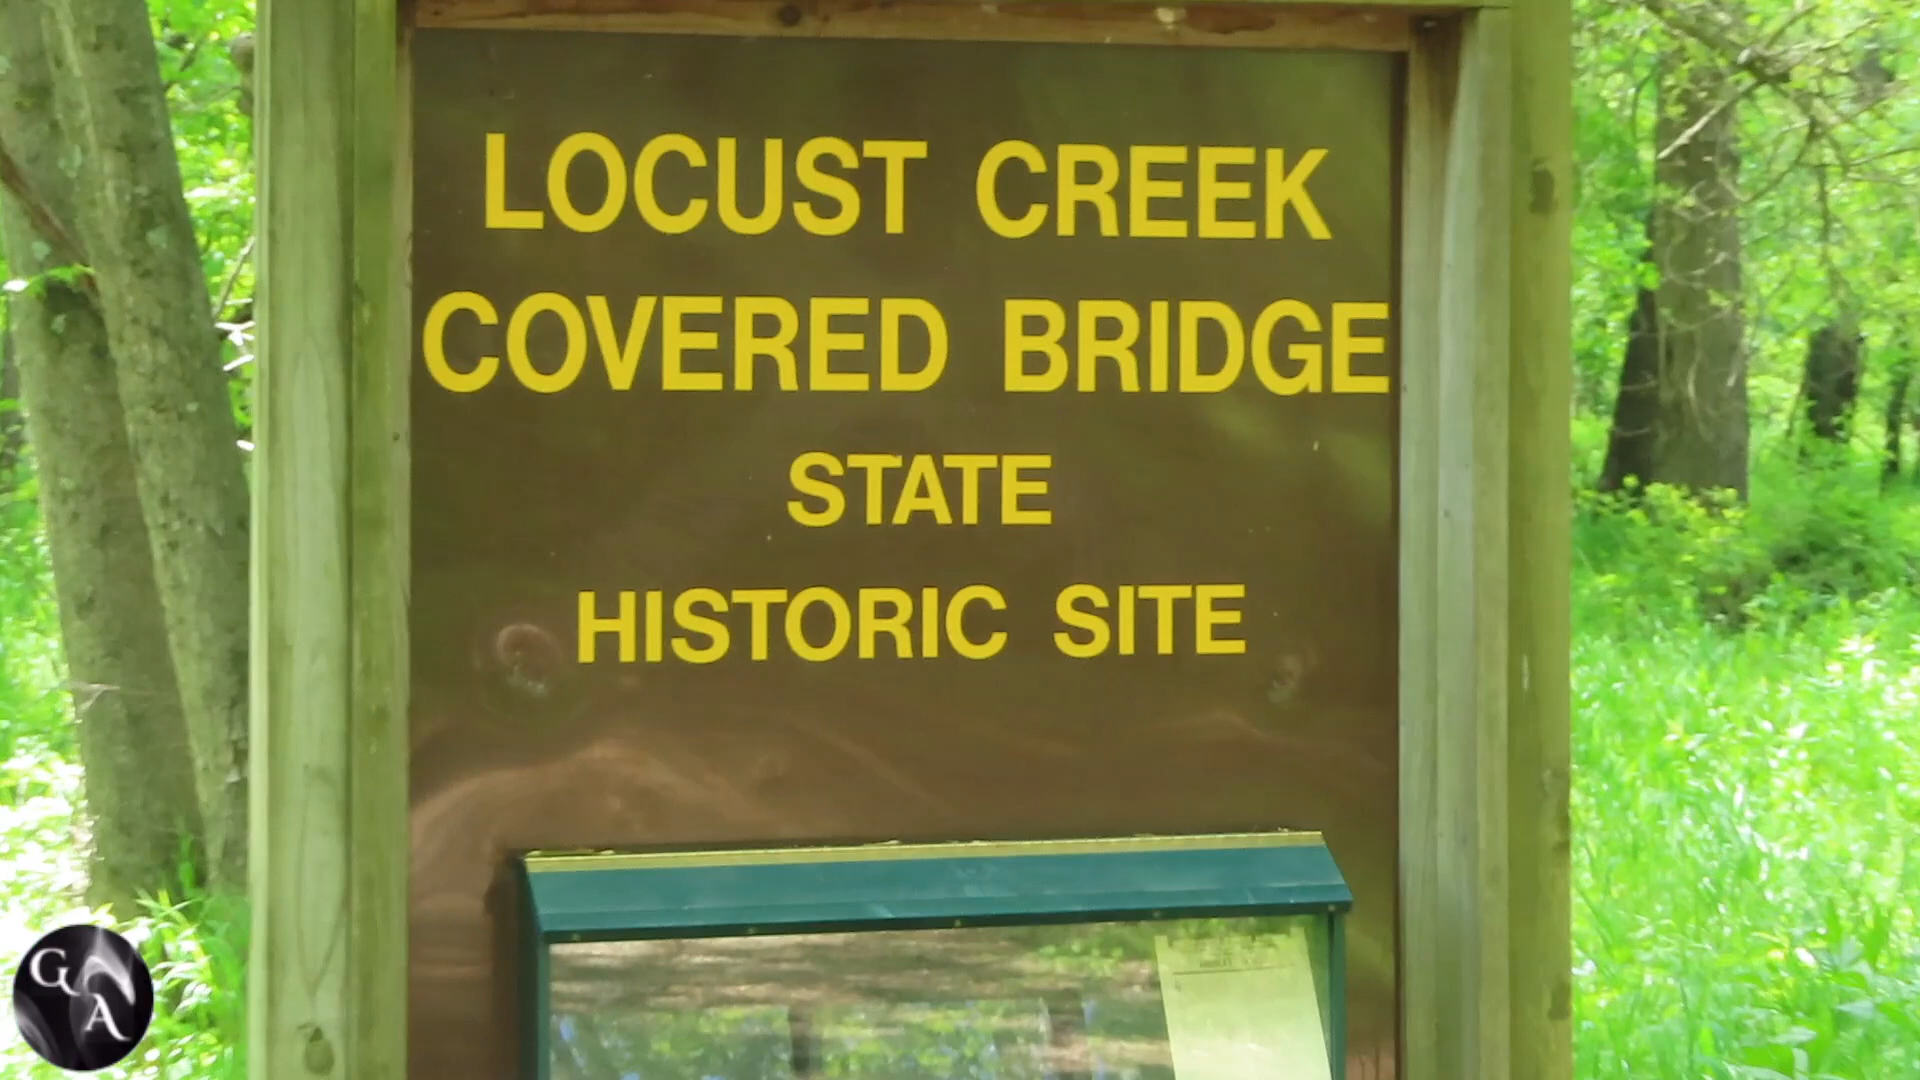 LOCUST CREEK
COVERED BRIDGE
STATE
HISTORIC SITE
G
A